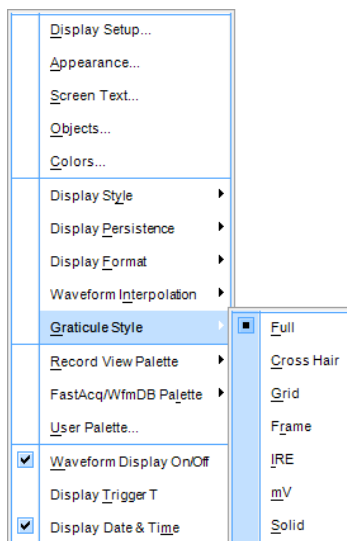 Display Setup...
Appearance...
Screen Text...
Objects...
Colors...
Display Style
Display Persistence
Display Format
Waveform Interpolation
Graticule Style
Record View Palette
FastAcq/WfmDB Palette
User Palette...
Waveform Display On/Off
Display Trigger T
Display Date & Time
Full
Cross Hair
Grid
Frame
IRE
mV
Solid